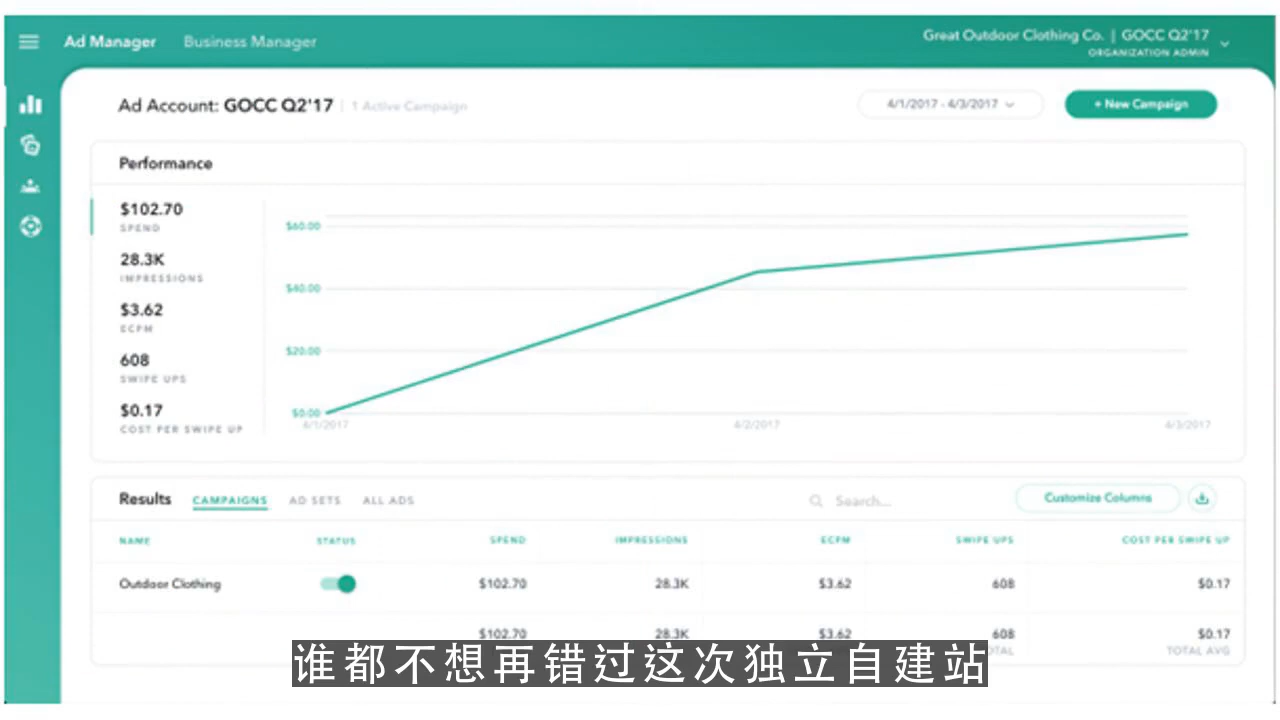 Ad Manager Business Manager
Great Outdoor Clothing Co. | GOCC Q2'17
ORGANIZATION ADMIN
Ad Account: GOCC Q2'17 | 1 Active Campaign
4/1/2017 - 4/3/2017
+ New Campaign
Performance
$102.70
SPEND
28.3K
IMPRESSIONS
$3.62
ECPM
608
SWIPE UPS
$0.17
COST PER SWIPE UP
$60.00
$40.00
$20.00
$0.00
4/1/2017 4/2/2017 4/3/2017
Results CAMPAIGNS AD SETS ALL ADS Search... Customize Columns
NAME STATUS SPEND IMPRESSIONS ECPM SWIPE UPS COST PER SWIPE UP
Outdoor Clothing $102.70 28.3K $3.62 608 $0.17
$102.70 28.3K $3.62 608 $0.17
TOTAL AVG
谁都不想再错过这次独立自建站